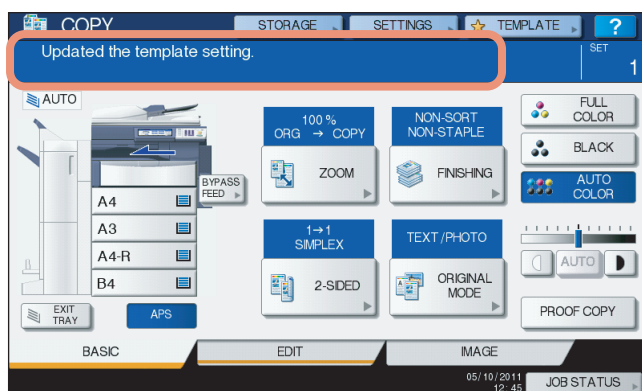 COPY
STORAGE
SETTINGS
TEMPLATE
?
Updated the template setting.
SET
1
AUTO
100 %
ORG → COPY
NON-SORT
NON-STAPLE
FULL
COLOR
ZOOM
FINISHING
BLACK
BYPASS
FEED
AUTO
COLOR
A4
A3
A4-R
B4
1→1
SIMPLEX
TEXT/PHOTO
2-SIDED
ORIGINAL
MODE
AUTO
EXIT
TRAY
APS
PROOF COPY
BASIC
EDIT
IMAGE
05/10/2011
12:45
JOB STATUS